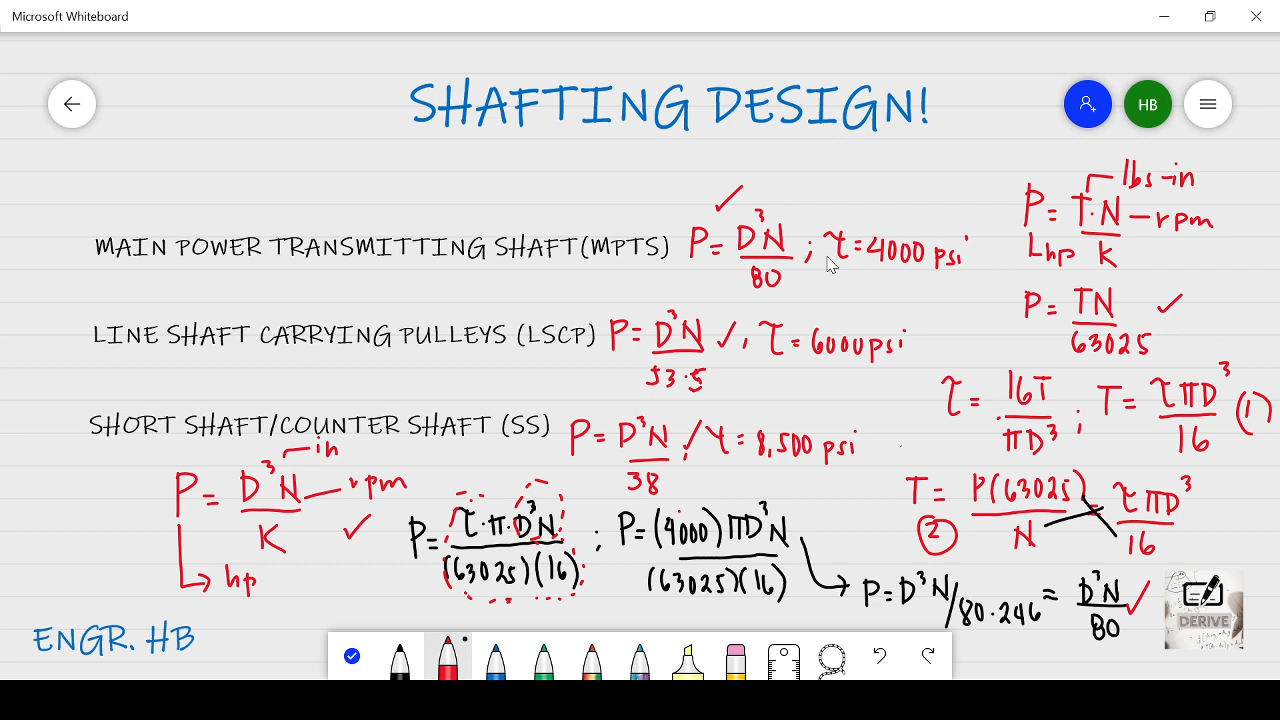 Microsoft Whiteboard
SHAFTING DESIGN!
HB
lbs-in
P = T·N / K
rpm
hp
MAIN POWER TRANSMITTING SHAFT(MPTS) P = D³N / 80 ; τ = 4000 psi
P = TN / 63025 ✓
LINE SHAFT CARRYING PULLEYS (LSCP) P = D³N / 53.5 ✓, τ = 6000psi
τ = 16T / πD³ ; T = τπD³ / 16 (1)
SHORT SHAFT/COUNTER SHAFT (SS) P = D³N / 38 ✓; τ = 8,500 psi
in
P = D³N / K ✓
rpm
hp
T = P(63025) / N = τπD³ / 16
2
P = τ·π·D³N / (63025)(16) ; P = (4000)πD³N / (63025)(16)
P = D³N/80.246 = D³N / 80 ✓
DERIVE
ENGR. HB